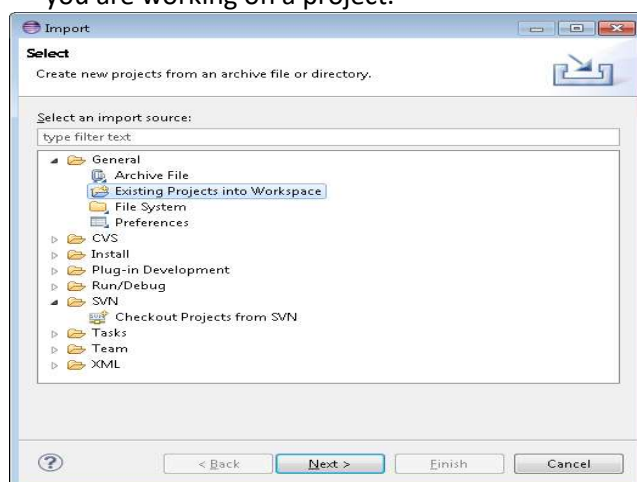 you are working on a project.
Import
Select
Create new projects from an archive file or directory.
Select an import source:
type filter text
General
Archive File
Existing Projects into Workspace
File System
Preferences
CVS
Install
Plug-in Development
Run/Debug
SVN
Checkout Projects from SVN
Tasks
Team
XML
?
< Back Next > Finish Cancel